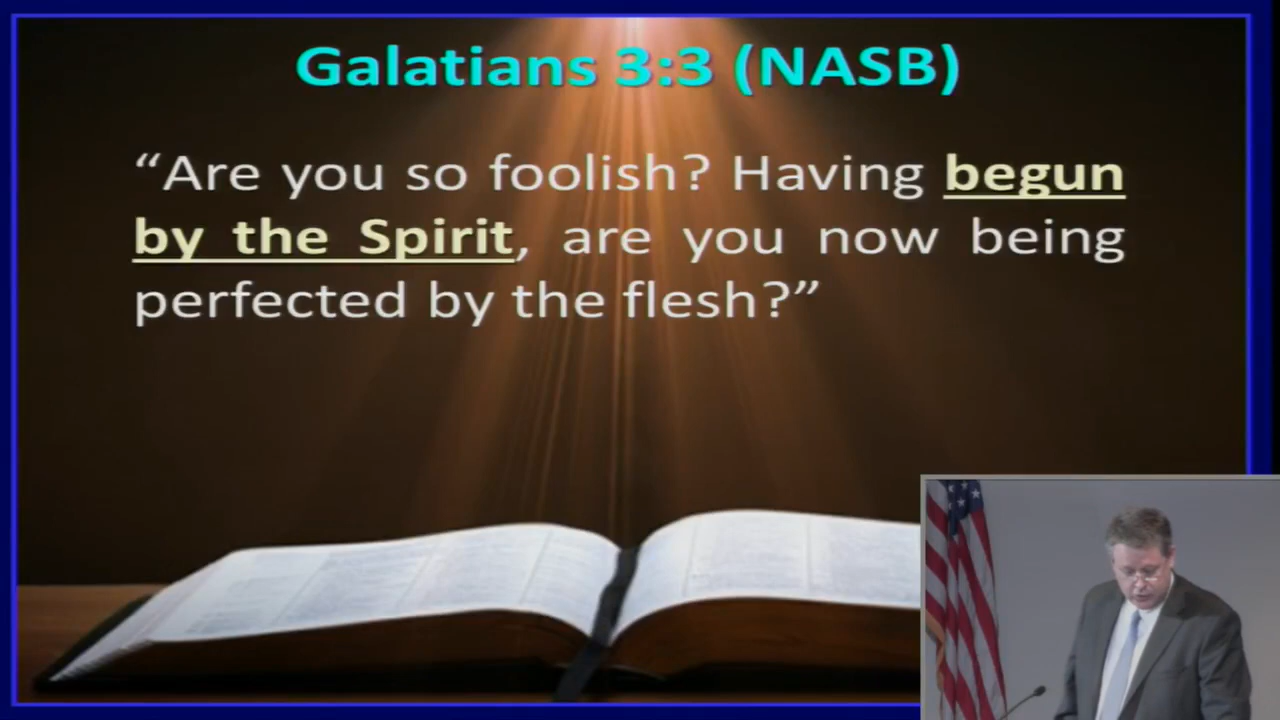 Galatians 3:3 (NASB)
“Are you so foolish? Having begun
by the Spirit, are you now being
perfected by the flesh?”